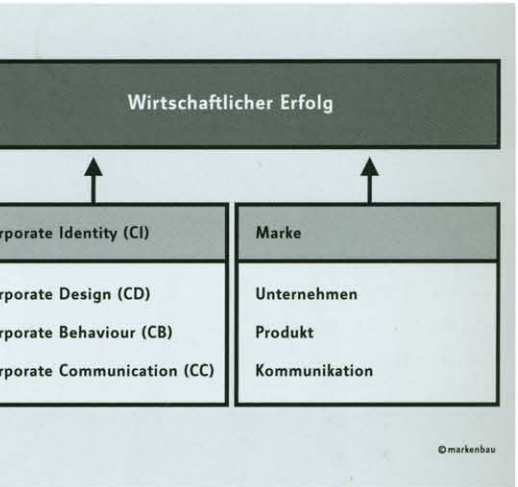 Wirtschaftlicher Erfolg
rporate Identity (CI)
rporate Design (CD)
rporate Behaviour (CB)
rporate Communication (CC)
Marke
Unternehmen
Produkt
Kommunikation
© markenbau